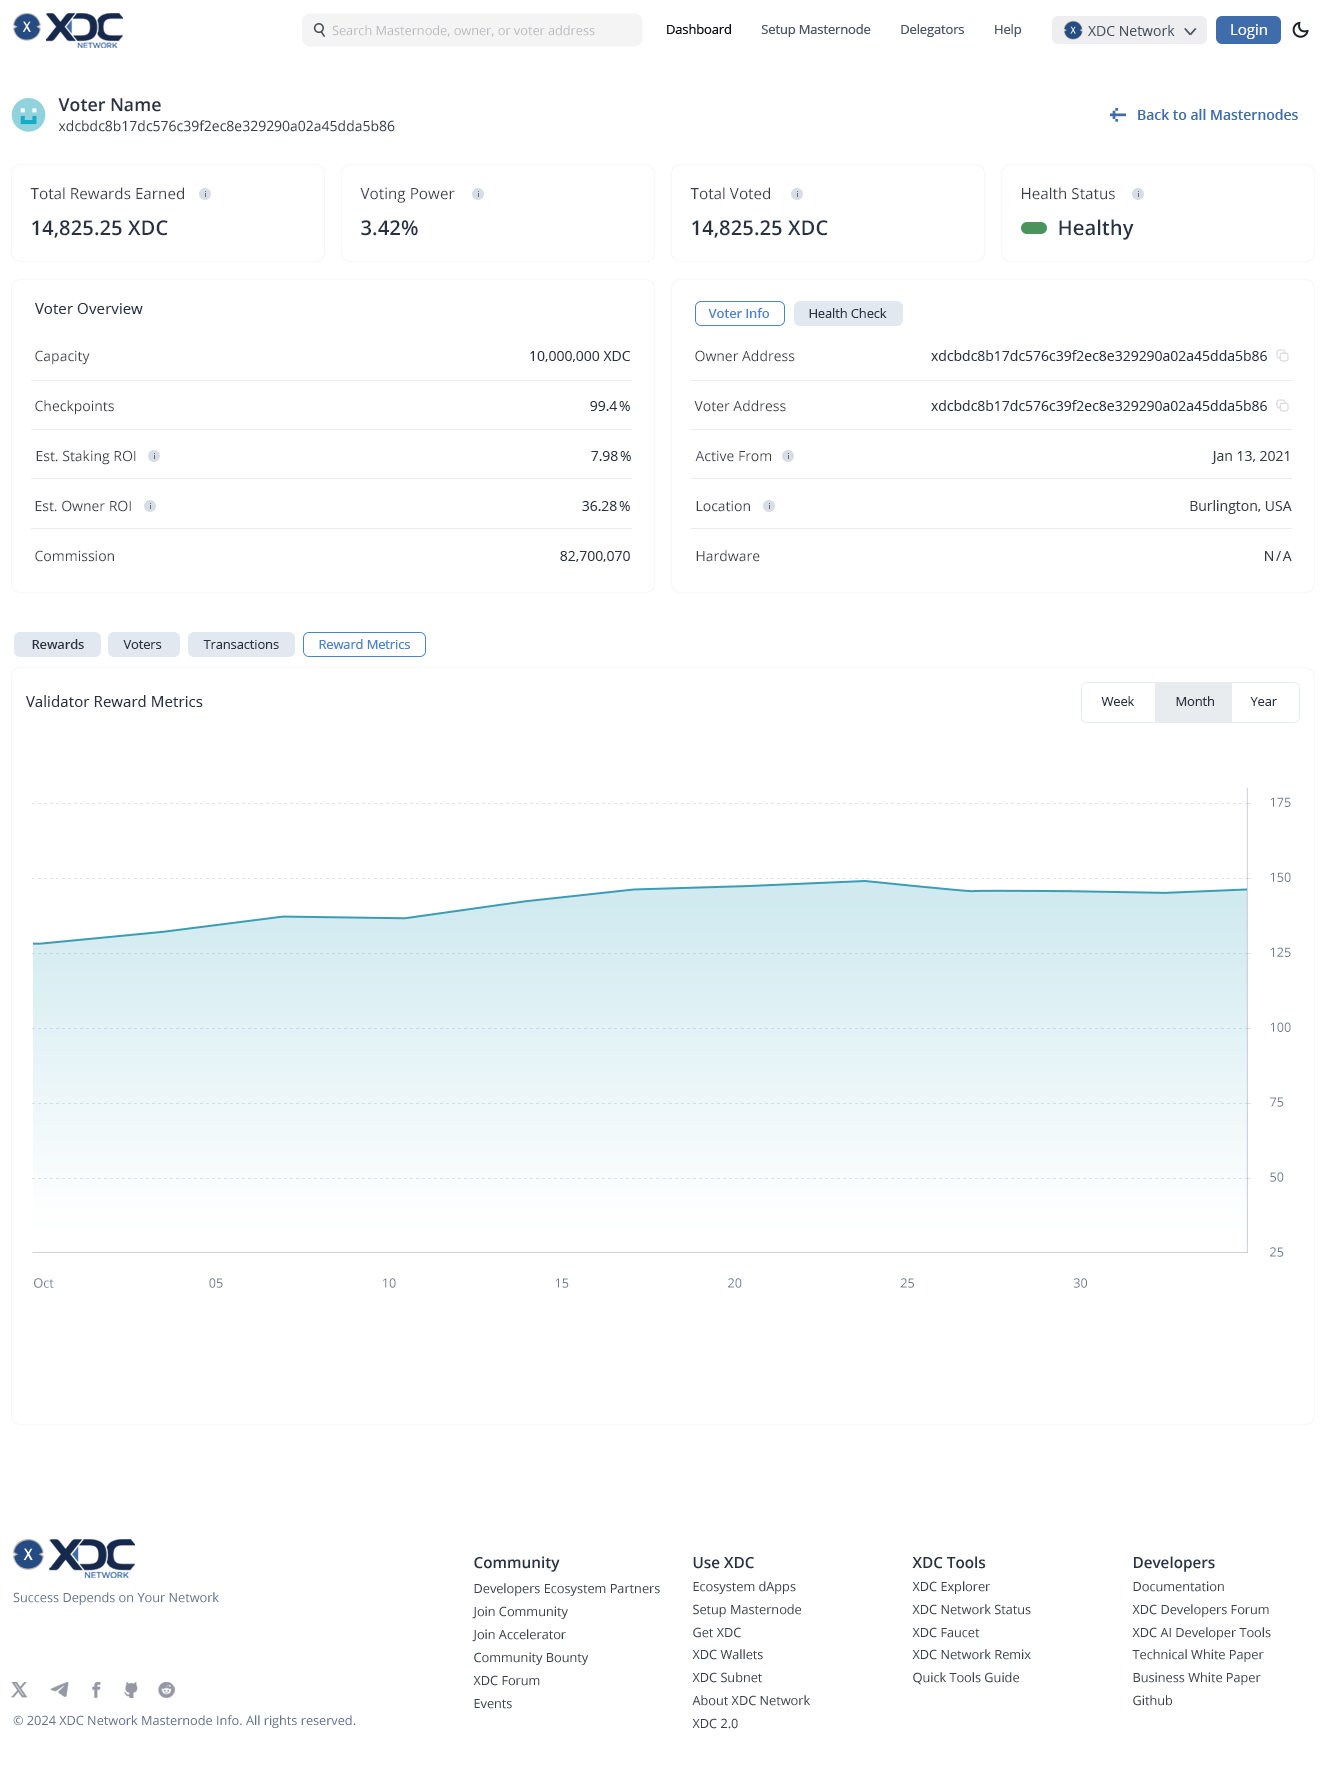 X XDC NETWORK
Search Masternode, owner, or voter address
Dashboard
Setup Masternode
Delegators
Help
X XDC Network
Login
Voter Name
xdcbdc8b17dc576c39f2ec8e329290a02a45dda5b86
Back to all Masternodes
Total Rewards Earned i
14,825.25 XDC
Voting Power i
3.42%
Total Voted i
14,825.25 XDC
Health Status i
Healthy
Voter Overview
Capacity 10,000,000 XDC
Checkpoints 99.4%
Est. Staking ROI i 7.98%
Est. Owner ROI i 36.28%
Commission 82,700,070
Voter Info
Health Check
Owner Address xdcbdc8b17dc576c39f2ec8e329290a02a45dda5b86
Voter Address xdcbdc8b17dc576c39f2ec8e329290a02a45dda5b86
Active From i Jan 13, 2021
Location i Burlington, USA
Hardware N/A
Rewards
Voters
Transactions
Reward Metrics
Validator Reward Metrics
Week
Month
Year
175
150
125
100
75
50
25
Oct 05 10 15 20 25 30
X XDC NETWORK
Success Depends on Your Network
© 2024 XDC Network Masternode Info. All rights reserved.
Community
Developers Ecosystem Partners
Join Community
Join Accelerator
Community Bounty
XDC Forum
Events
Use XDC
Ecosystem dApps
Setup Masternode
Get XDC
XDC Wallets
XDC Subnet
About XDC Network
XDC 2.0
XDC Tools
XDC Explorer
XDC Network Status
XDC Faucet
XDC Network Remix
Quick Tools Guide
Developers
Documentation
XDC Developers Forum
XDC AI Developer Tools
Technical White Paper
Business White Paper
Github